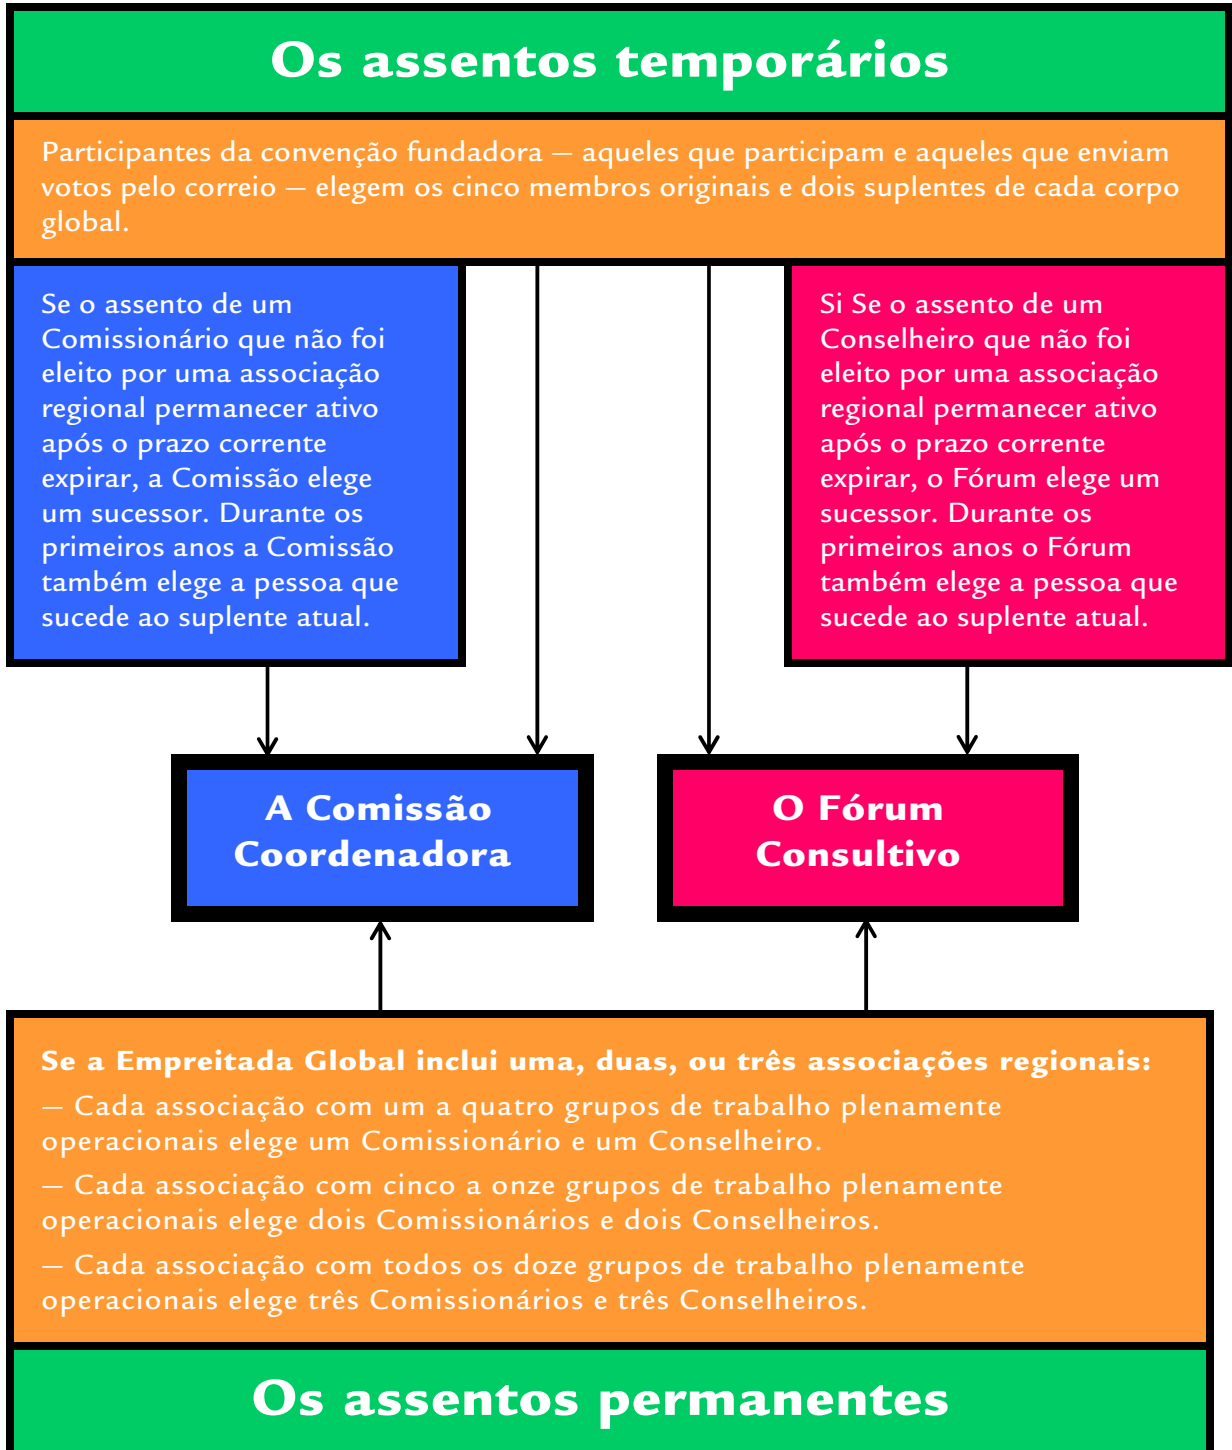 Os assentos temporários
Participantes da convenção fundadora — aqueles que participam e aqueles que enviam
votos pelo correio — elegem os cinco membros originais e dois suplentes de cada corpo
global.
Se o assento de um
Comissionário que não foi
eleito por uma associação
regional permanecer ativo
após o prazo corrente
expirar, a Comissão elege
um sucessor. Durante os
primeiros anos a Comissão
também elege a pessoa que
sucede ao suplente atual.
Si Se o assento de um
Conselheiro que não foi
eleito por uma associação
regional permanecer ativo
após o prazo corrente
expirar, o Fórum elege um
sucessor. Durante os
primeiros anos o Fórum
também elege a pessoa que
sucede ao suplente atual.
A Comissão
Coordenadora
O Fórum
Consultivo
Se a Empreitada Global inclui uma, duas, ou três associações regionais:
— Cada associação com um a quatro grupos de trabalho plenamente
operacionais elege um Comissionário e um Conselheiro.
— Cada associação com cinco a onze grupos de trabalho plenamente
operacionais elege dois Comissionários e dois Conselheiros.
— Cada associação com todos os doze grupos de trabalho plenamente
operacionais elege três Comissionários e três Conselheiros.
Os assentos permanentes